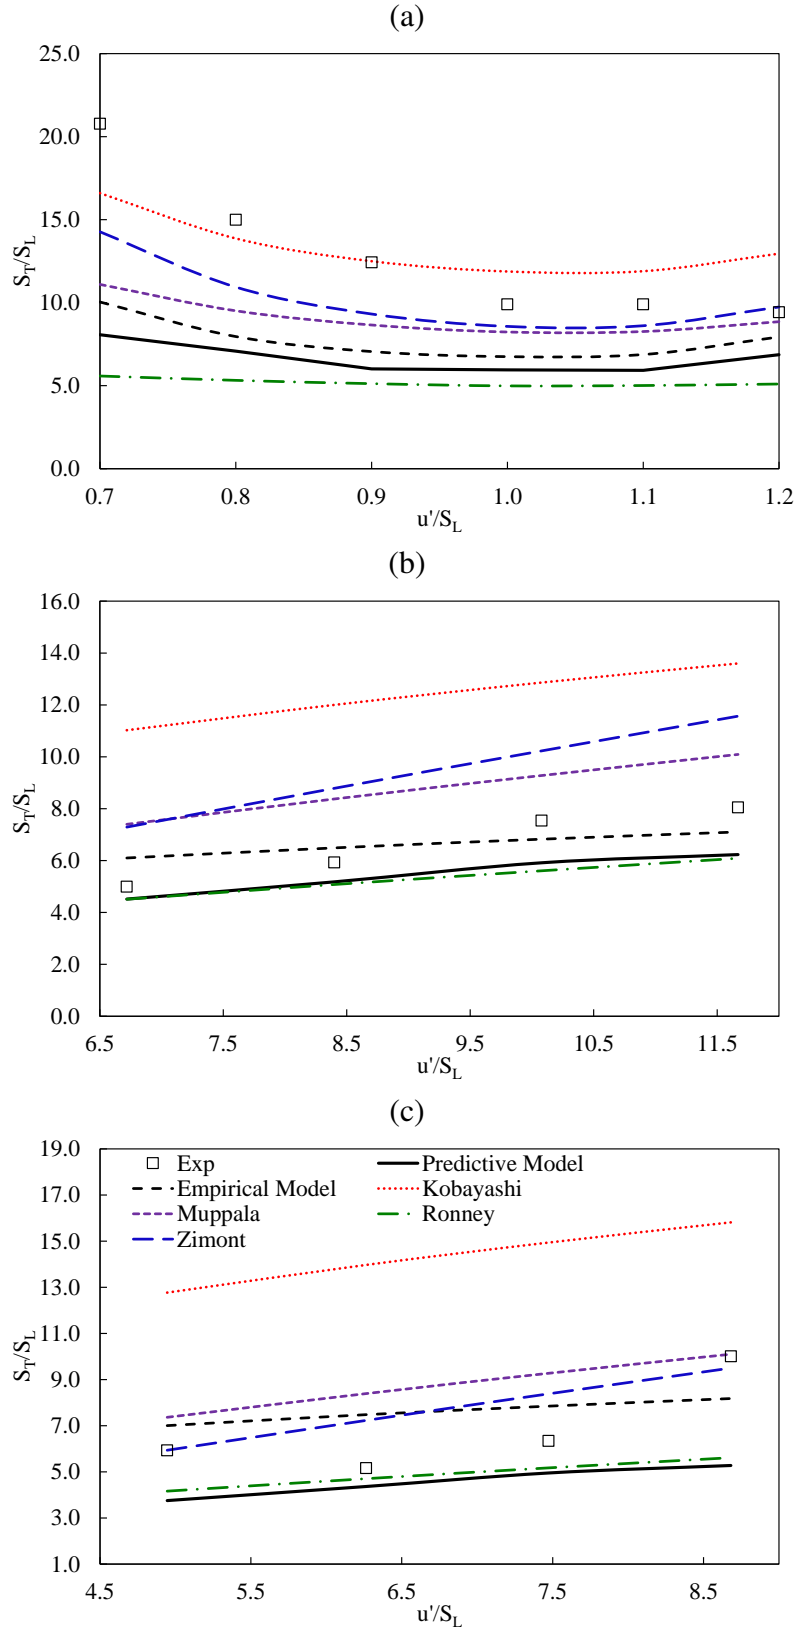 (a)
25.0
20.0
15.0
10.0
5.0
0.0
S_T/S_L
0.7 0.8 0.9 1.0 1.1 1.2
u'/S_L
(b)
16.0
14.0
12.0
10.0
8.0
6.0
4.0
2.0
0.0
S_T/S_L
6.5 7.5 8.5 9.5 10.5 11.5
u'/S_L
(c)
19.0
17.0
15.0
13.0
11.0
9.0
7.0
5.0
3.0
1.0
S_T/S_L
Exp Predictive Model
Empirical Model Kobayashi
Muppala Ronney
Zimont
4.5 5.5 6.5 7.5 8.5
u'/S_L